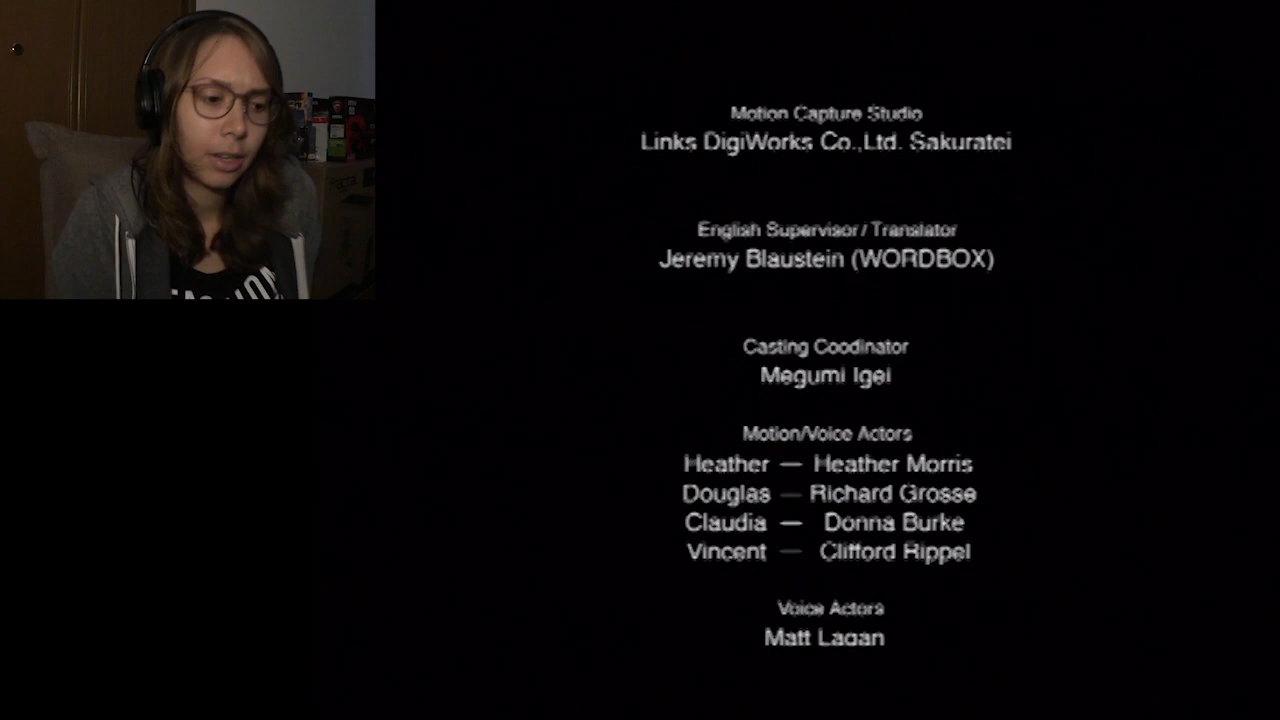 Motion Capture Studio
Links DigiWorks Co.,Ltd. Sakuratei
English Supervisor / Translator
Jeremy Blaustein (WORDBOX)
Casting Coodinator
Megumi Igei
Motion/Voice Actors
Heather — Heather Morris
Douglas — Richard Grosse
Claudia — Donna Burke
Vincent — Clifford Rippel
Voice Actors
Matt Lagan